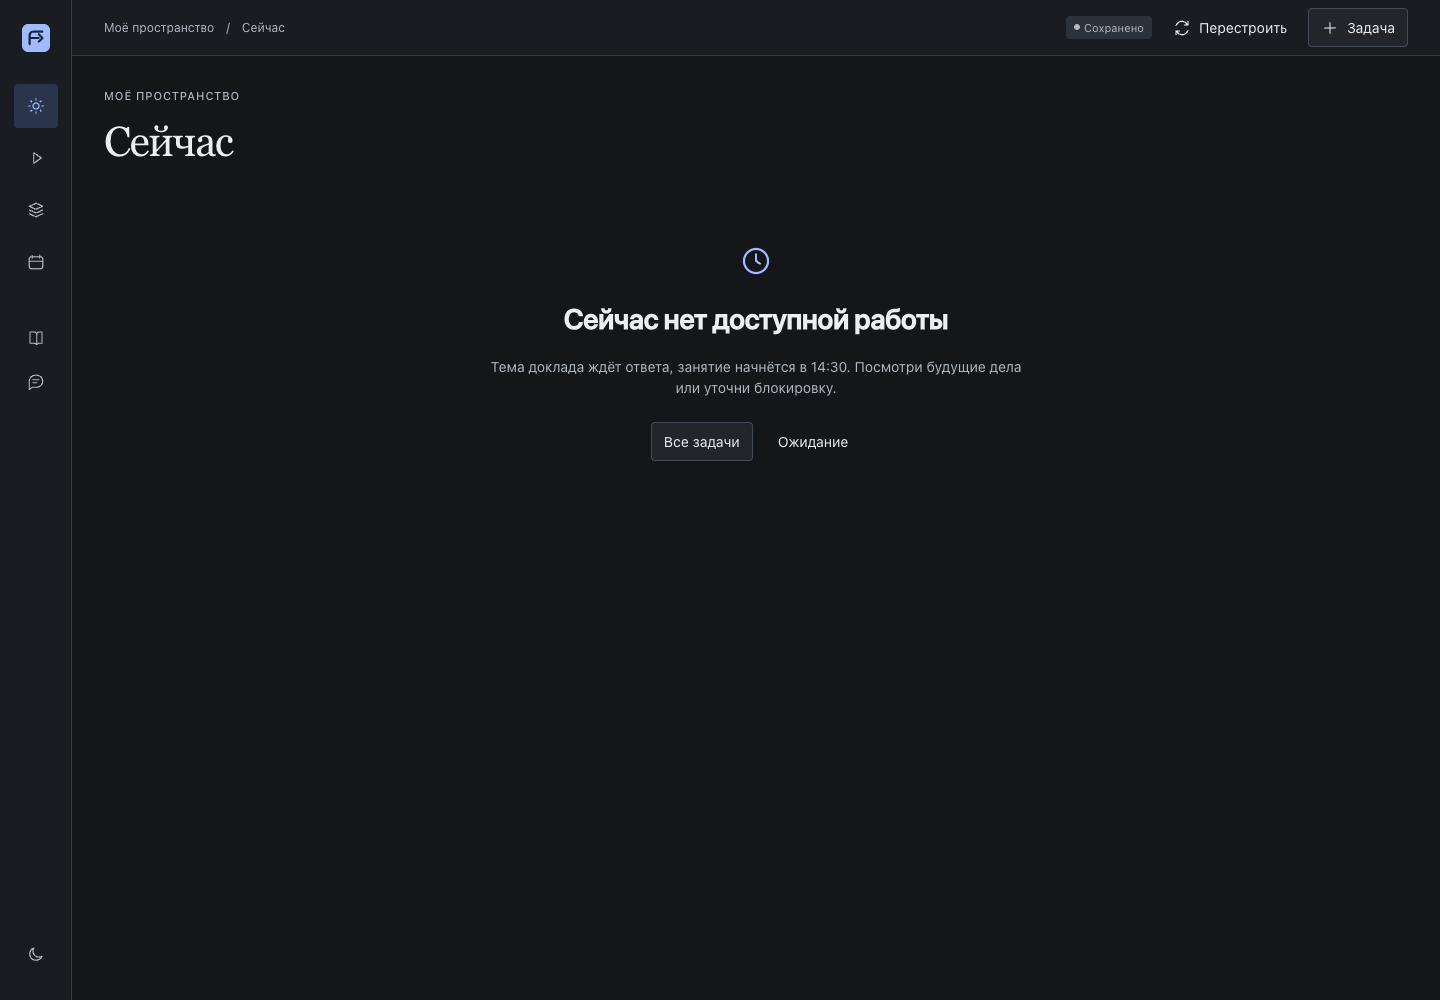 Моё пространство / Сейчас
Сохранено
Перестроить
Задача
МОЁ ПРОСТРАНСТВО
Сейчас
Сейчас нет доступной работы
Тема доклада ждёт ответа, занятие начнётся в 14:30. Посмотри будущие дела
или уточни блокировку.
Все задачи
Ожидание